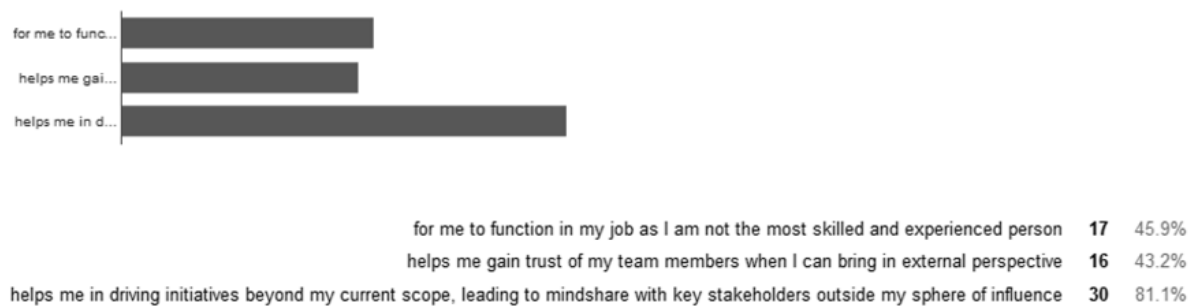 for me to func...
helps me gai...
helps me in d...
for me to function in my job as I am not the most skilled and experienced person 17 45.9%
helps me gain trust of my team members when I can bring in external perspective 16 43.2%
helps me in driving initiatives beyond my current scope, leading to mindshare with key stakeholders outside my sphere of influence 30 81.1%